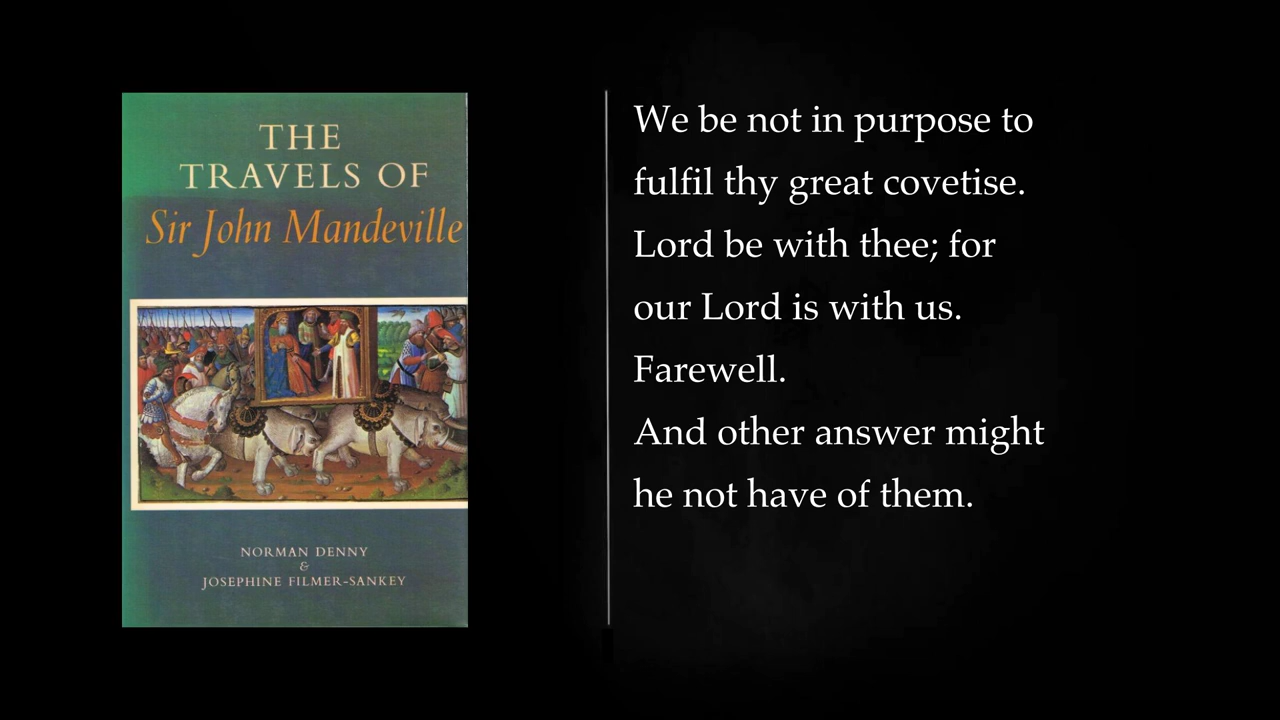 THE
TRAVELS OF
Sir John Mandeville
NORMAN DENNY
&
JOSEPHINE FILMER-SANKEY
We be not in purpose to
fulfil thy great covetise.
Lord be with thee; for
our Lord is with us.
Farewell.
And other answer might
he not have of them.